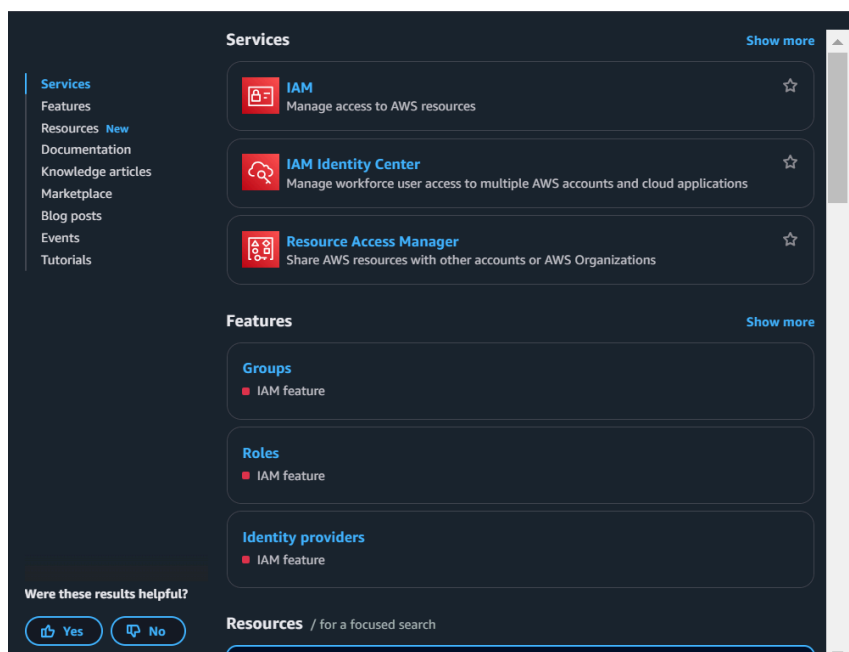 Services
Features
Resources New
Documentation
Knowledge articles
Marketplace
Blog posts
Events
Tutorials
Were these results helpful?
Yes
No
Services
Show more
IAM
Manage access to AWS resources
IAM Identity Center
Manage workforce user access to multiple AWS accounts and cloud applications
Resource Access Manager
Share AWS resources with other accounts or AWS Organizations
Features
Show more
Groups
IAM feature
Roles
IAM feature
Identity providers
IAM feature
Resources / for a focused search